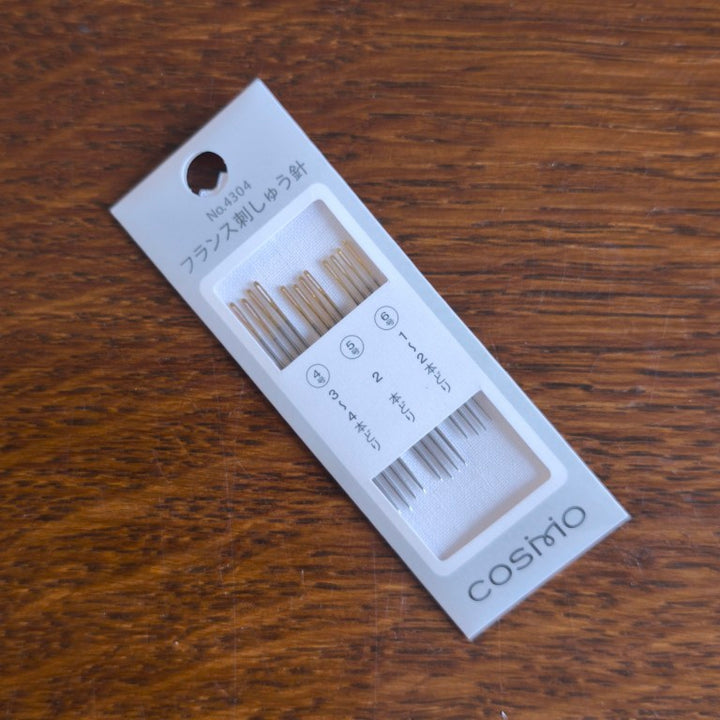 No.4304
フランス刺しゅう針
6号
1〜2本どり
5号
2本どり
4号
3〜4本どり
COSMO